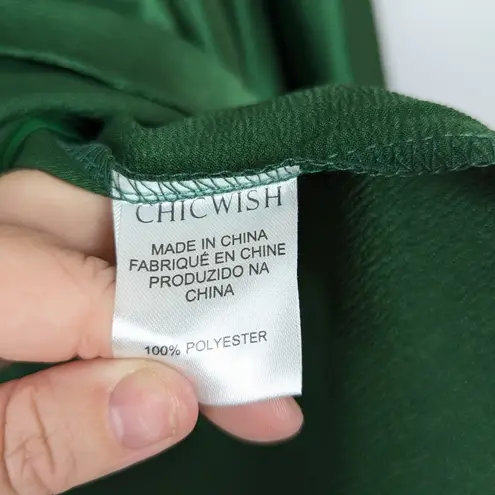 CHICWISH
MADE IN CHINA
FABRIQUÉ EN CHINE
PRODUZIDO NA
CHINA
100% POLYESTER